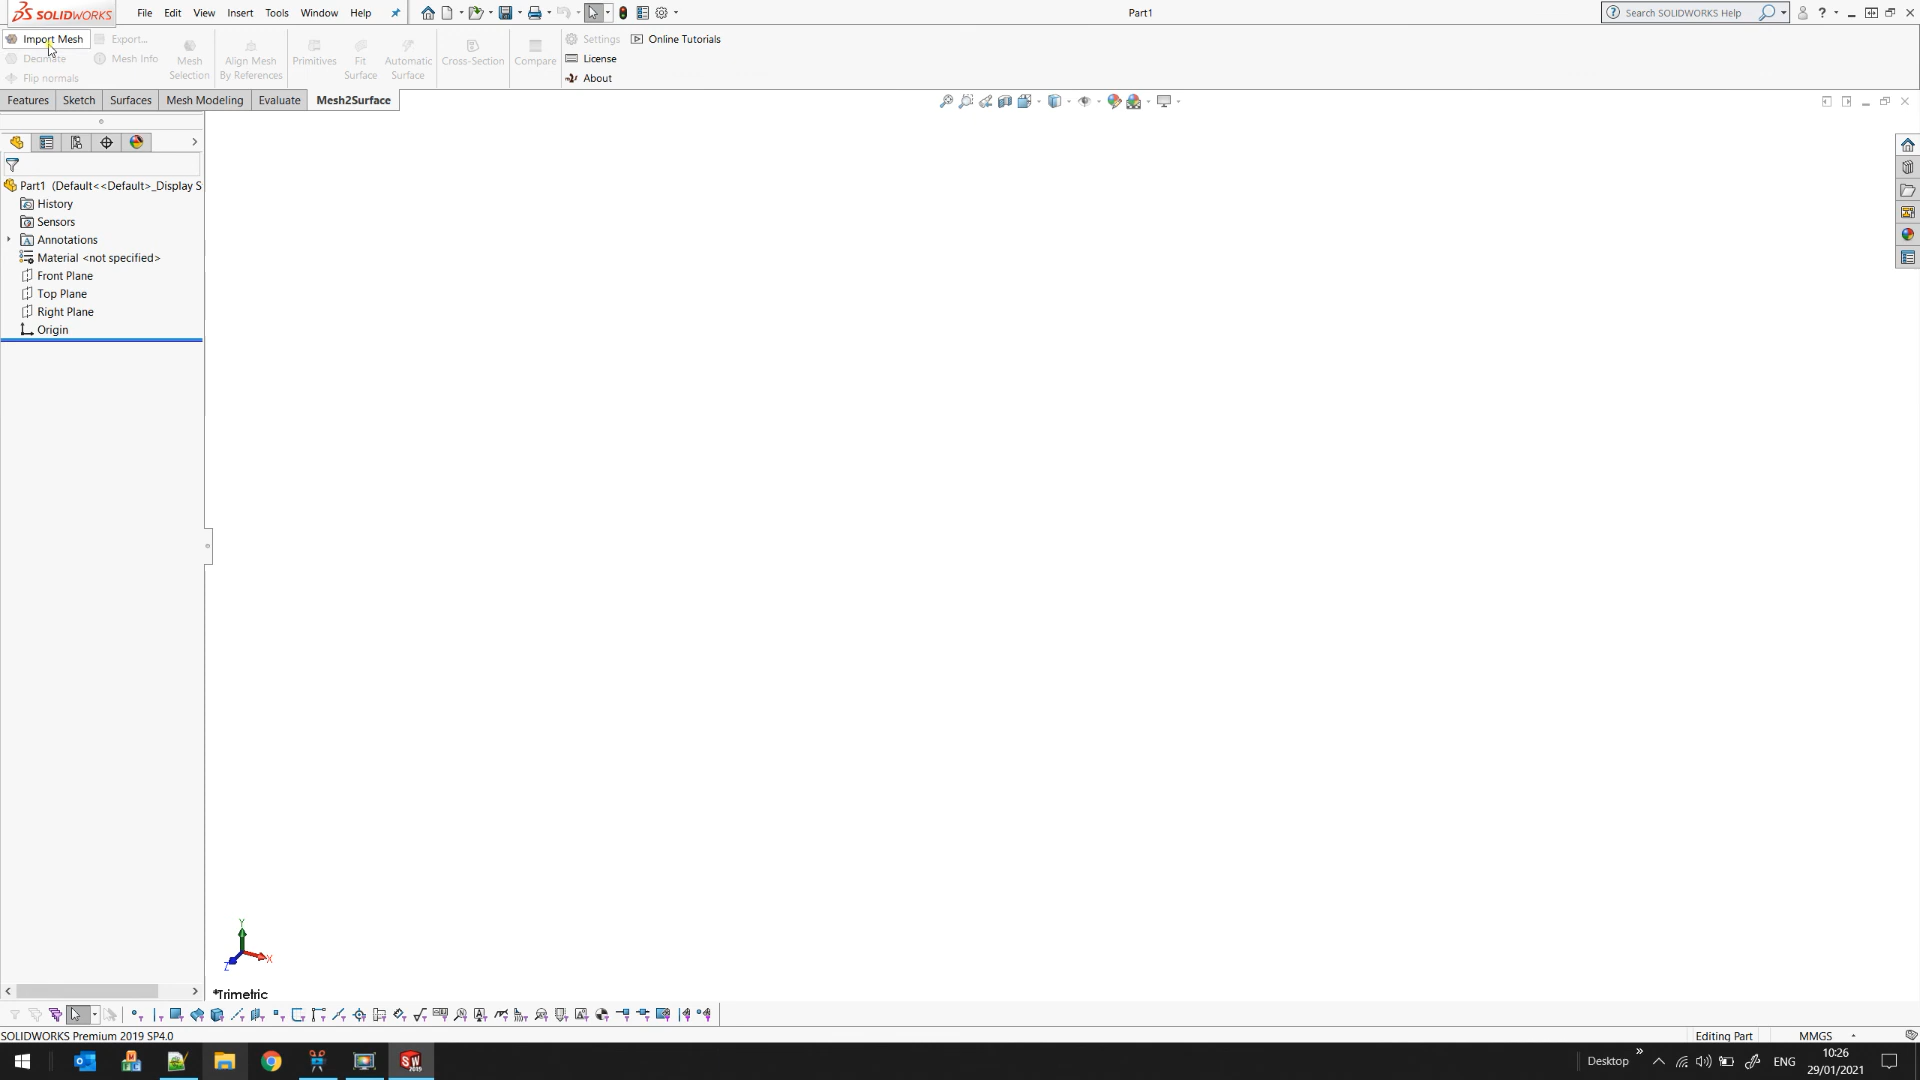 SOLIDWORKS File Edit View Insert Tools Window Help Part1 Search SOLIDWORKS Help ?
Import Mesh Export... Settings Online Tutorials
Decimate Mesh Info License
Flip normals About
Mesh Selection
Align Mesh By References
Primitives
Fit Surface
Automatic Surface
Cross-Section
Compare
Features Sketch Surfaces Mesh Modeling Evaluate Mesh2Surface
Part1 (Default<<Default>_Display S
History
Sensors
Annotations
Material <not specified>
Front Plane
Top Plane
Right Plane
Origin
Y
X
Z
*Trimetric
SOLIDWORKS Premium 2019 SP4.0 Editing Part MMGS
Desktop ENG 10:26
29/01/2021
SW
2019